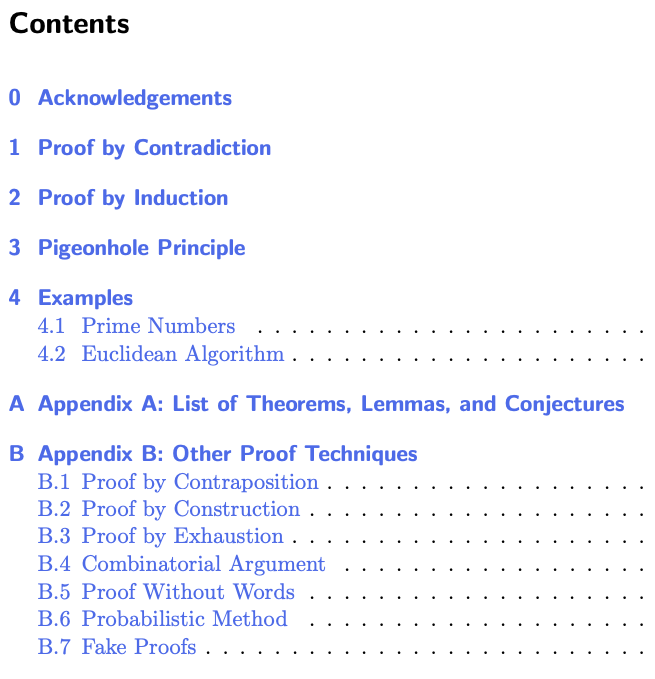 Contents
0 Acknowledgements
1 Proof by Contradiction
2 Proof by Induction
3 Pigeonhole Principle
4 Examples
4.1 Prime Numbers . . . . . . . . . . . . . . . . . . . . . . .
4.2 Euclidean Algorithm . . . . . . . . . . . . . . . . . . . . .
A Appendix A: List of Theorems, Lemmas, and Conjectures
B Appendix B: Other Proof Techniques
B.1 Proof by Contraposition . . . . . . . . . . . . . . . . . . .
B.2 Proof by Construction . . . . . . . . . . . . . . . . . . . .
B.3 Proof by Exhaustion . . . . . . . . . . . . . . . . . . . . .
B.4 Combinatorial Argument . . . . . . . . . . . . . . . . . .
B.5 Proof Without Words . . . . . . . . . . . . . . . . . . . .
B.6 Probabilistic Method . . . . . . . . . . . . . . . . . . . .
B.7 Fake Proofs . . . . . . . . . . . . . . . . . . . . . . . . . .